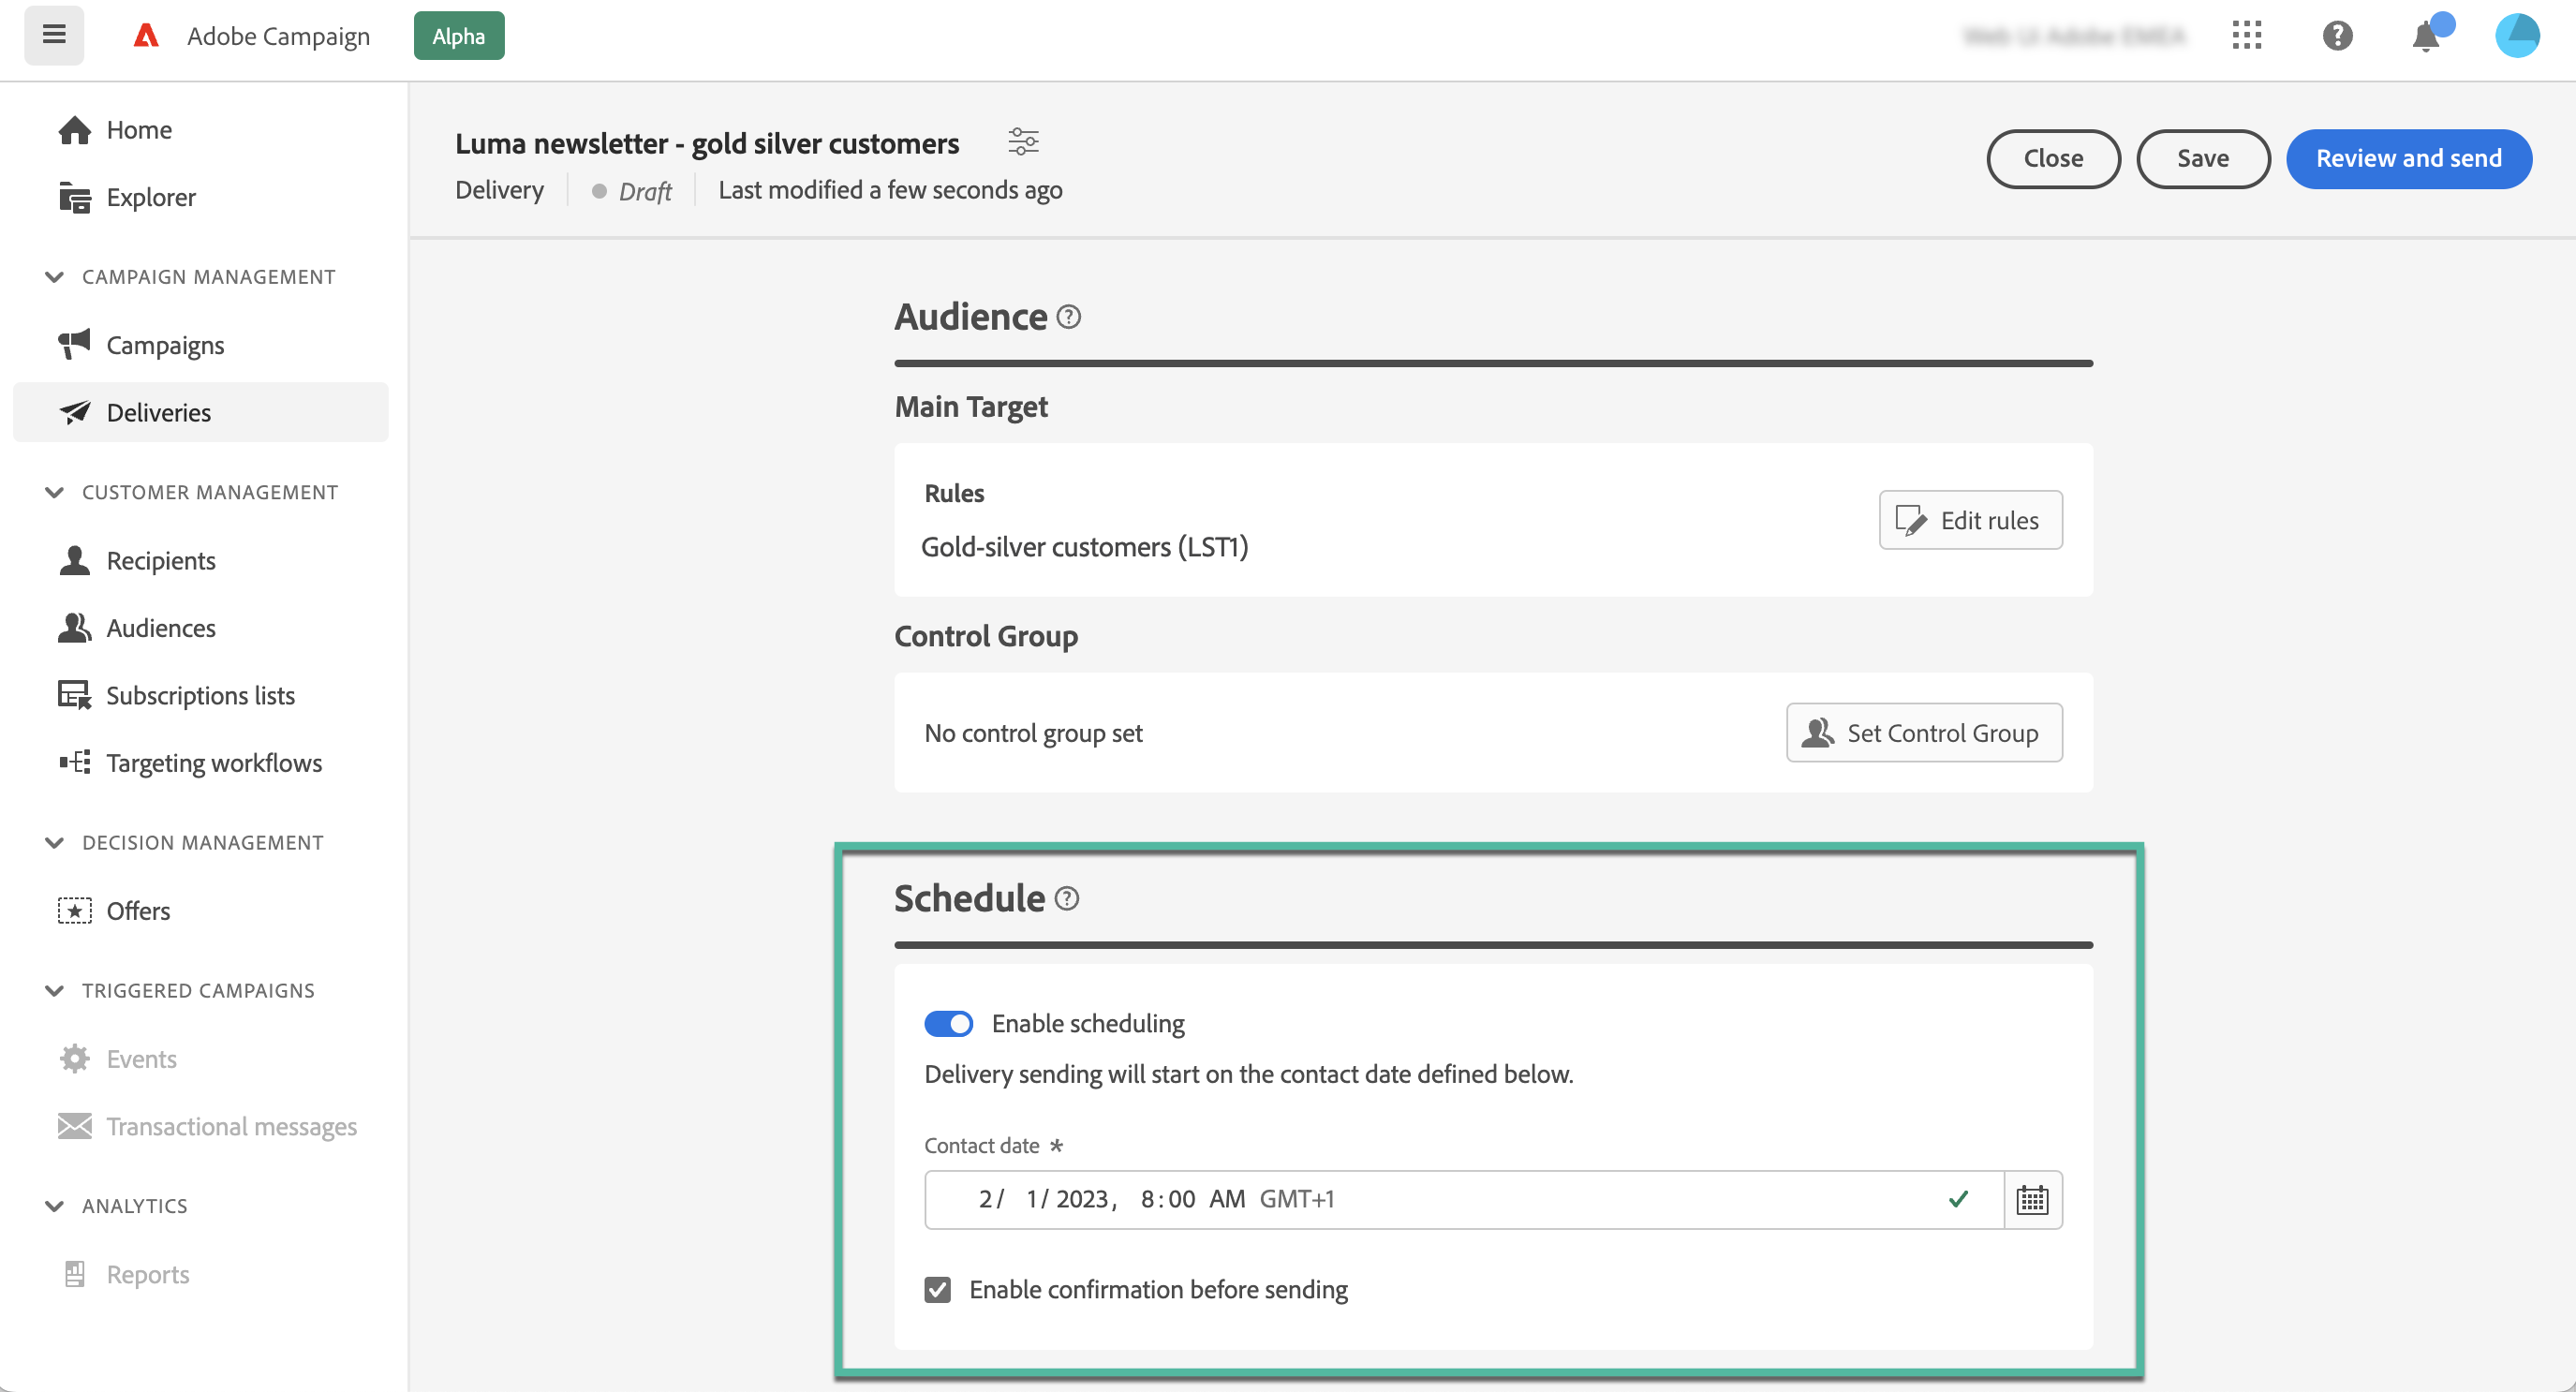 Adobe Campaign
Alpha
Home
Explorer
CAMPAIGN MANAGEMENT
Campaigns
Deliveries
CUSTOMER MANAGEMENT
Recipients
Audiences
Subscriptions lists
Targeting workflows
DECISION MANAGEMENT
Offers
TRIGGERED CAMPAIGNS
Events
Transactional messages
ANALYTICS
Reports
Luma newsletter - gold silver customers
Delivery Draft Last modified a few seconds ago
Close Save Review and send
Audience
Main Target
Rules
Gold-silver customers (LST1)
Edit rules
Control Group
No control group set
Set Control Group
Schedule
Enable scheduling
Delivery sending will start on the contact date defined below.
Contact date *
2/ 1/ 2023, 8:00 AM GMT+1
Enable confirmation before sending